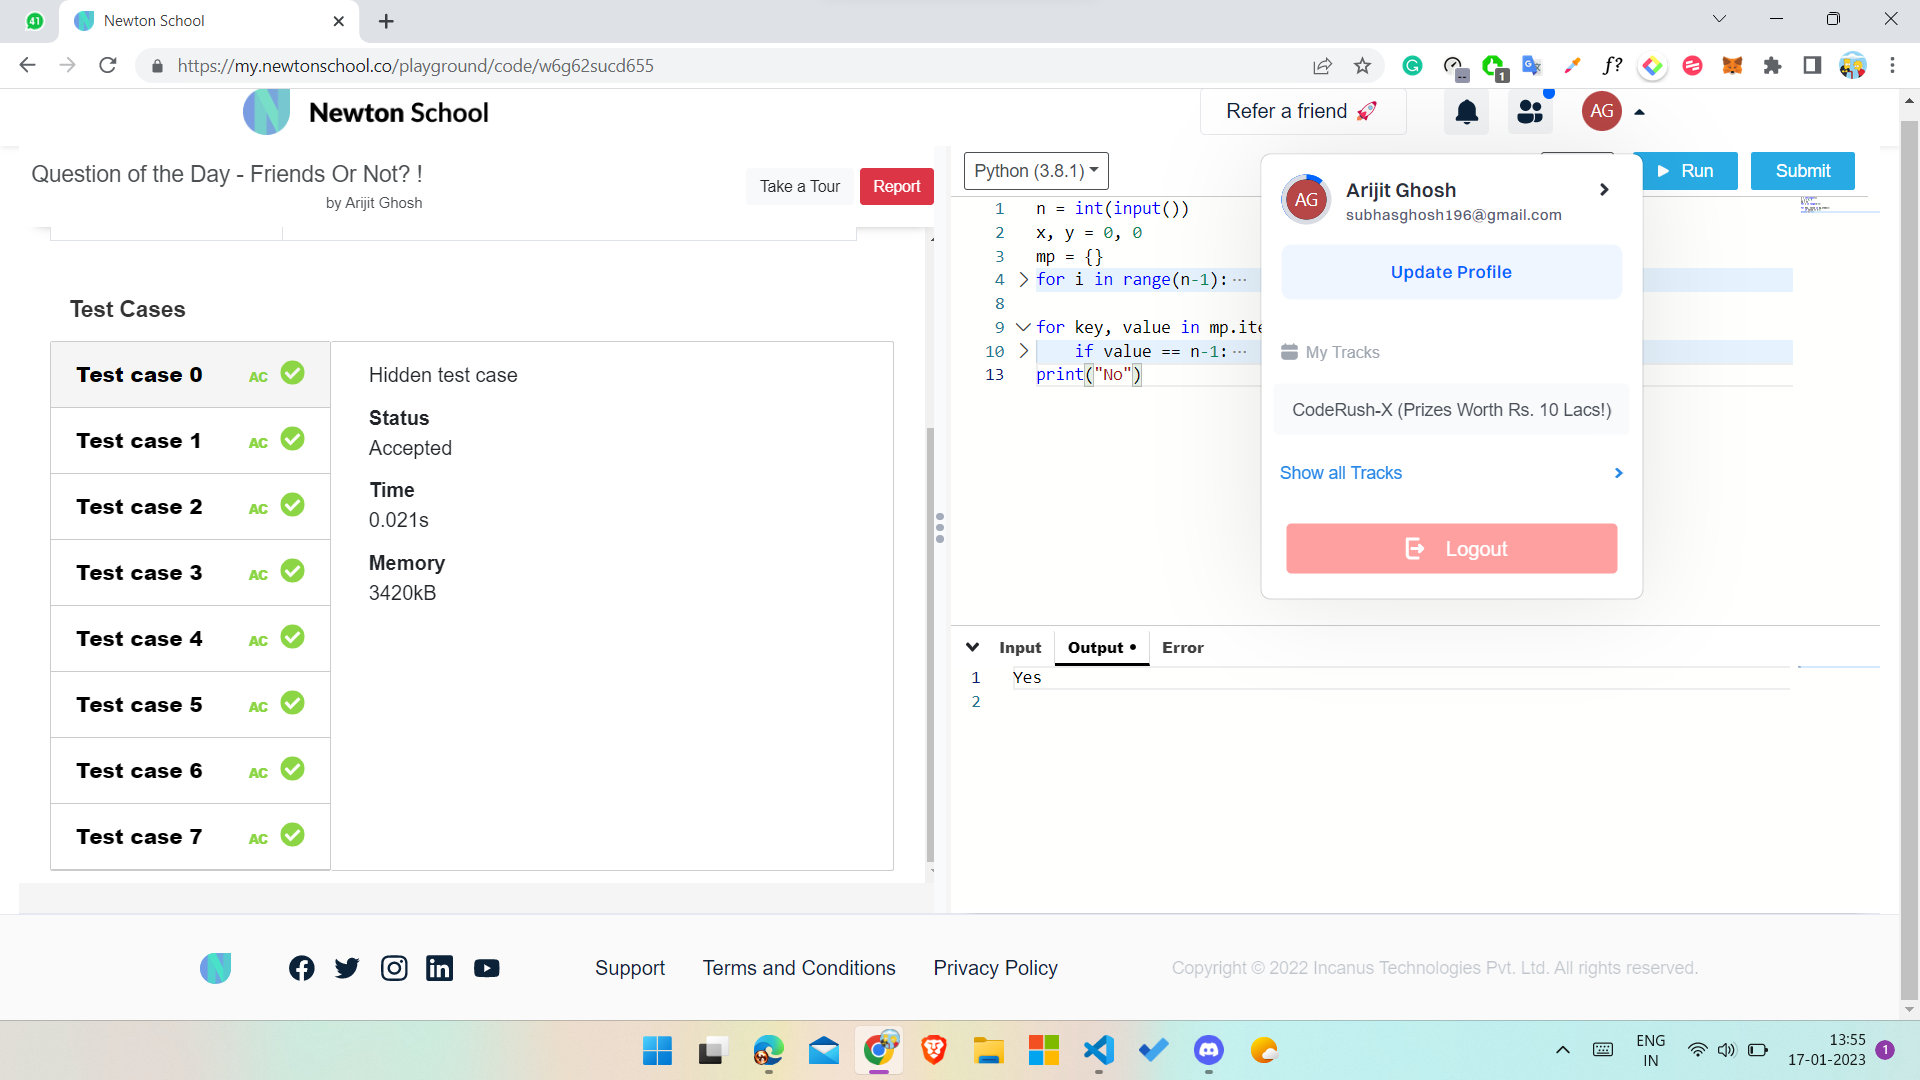 41
Newton School
https://my.newtonschool.co/playground/code/w6g62sucd655
1
f?
Newton School
Refer a friend 🚀
AG
Question of the Day - Friends Or Not? !
by Arijit Ghosh
Take a Tour
Report
Python (3.8.1)
Run
Submit
Test Cases
Test case 0 AC
Test case 1 AC
Test case 2 AC
Test case 3 AC
Test case 4 AC
Test case 5 AC
Test case 6 AC
Test case 7 AC
Hidden test case
Status
Accepted
Time
0.021s
Memory
3420kB
1 n = int(input())
2 x, y = 0, 0
3 mp = {}
4 for i in range(n-1): ···
8
9 for key, value in mp.ite
10 if value == n-1: ···
13 print("No")
AG
Arijit Ghosh
subhasghosh196@gmail.com
Update Profile
My Tracks
CodeRush-X (Prizes Worth Rs. 10 Lacs!)
Show all Tracks
Logout
Input
Output •
Error
1 Yes
2
Support
Terms and Conditions
Privacy Policy
Copyright © 2022 Incanus Technologies Pvt. Ltd. All rights reserved.
ENG
IN
13:55
17-01-2023
1